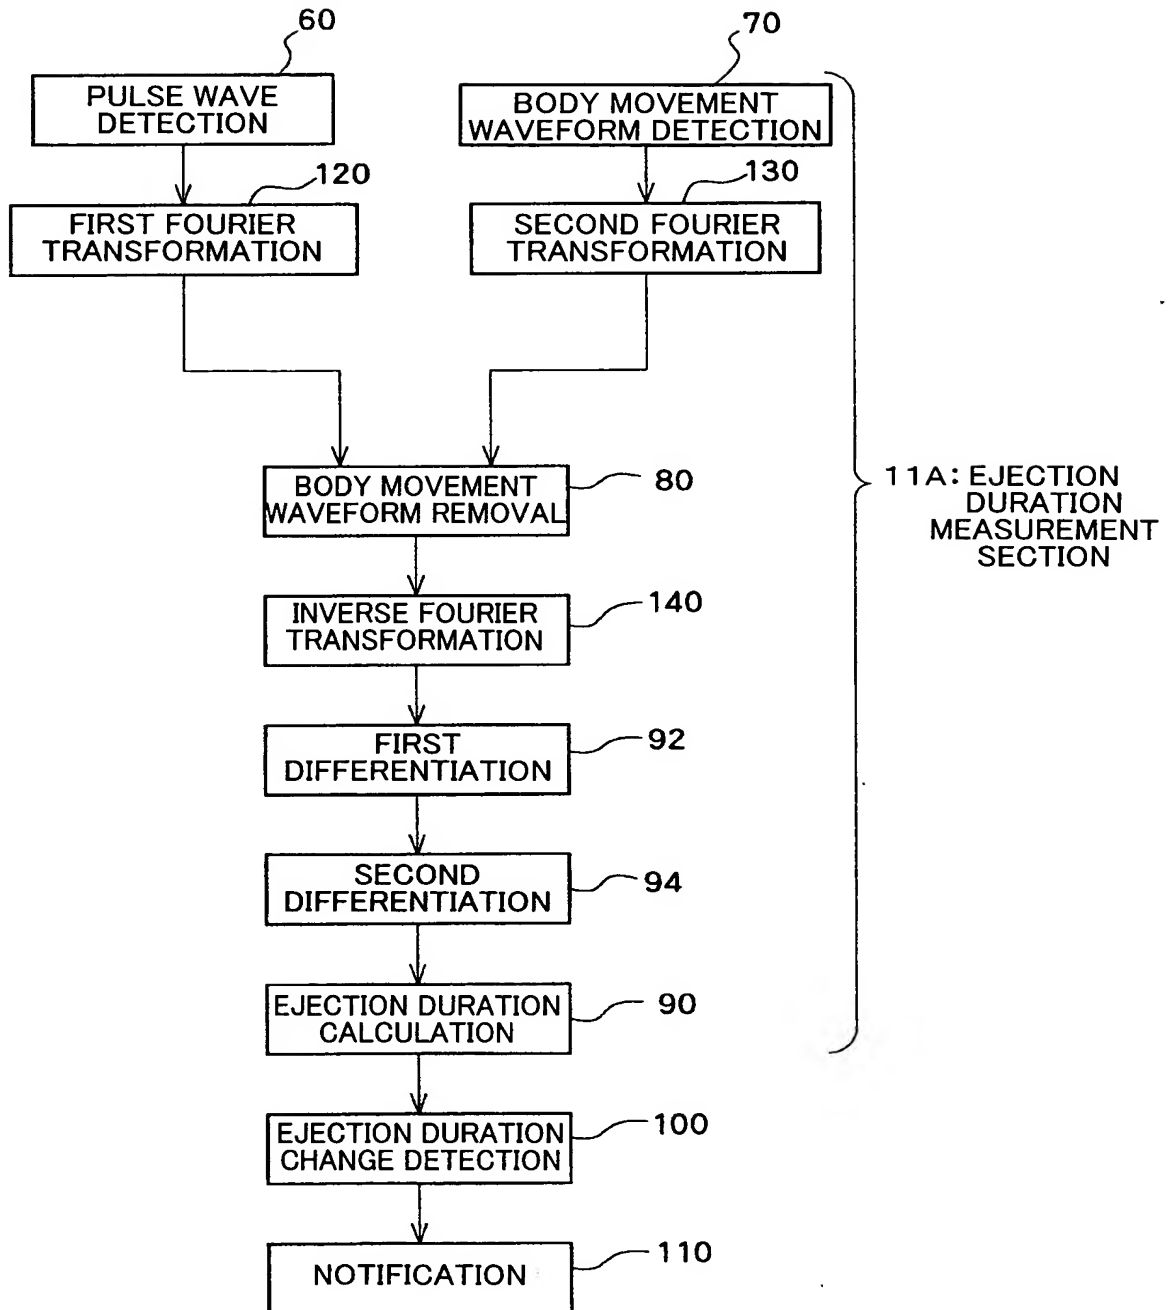 60
70
PULSE WAVE
DETECTION
BODY MOVEMENT
WAVEFORM DETECTION
120
130
FIRST FOURIER
TRANSFORMATION
SECOND FOURIER
TRANSFORMATION
BODY MOVEMENT
WAVEFORM REMOVAL
80
11A: EJECTION
DURATION
MEASUREMENT
SECTION
INVERSE FOURIER
TRANSFORMATION
140
FIRST
DIFFERENTIATION
92
SECOND
DIFFERENTIATION
94
EJECTION DURATION
CALCULATION
90
EJECTION DURATION
CHANGE DETECTION
100
NOTIFICATION
110